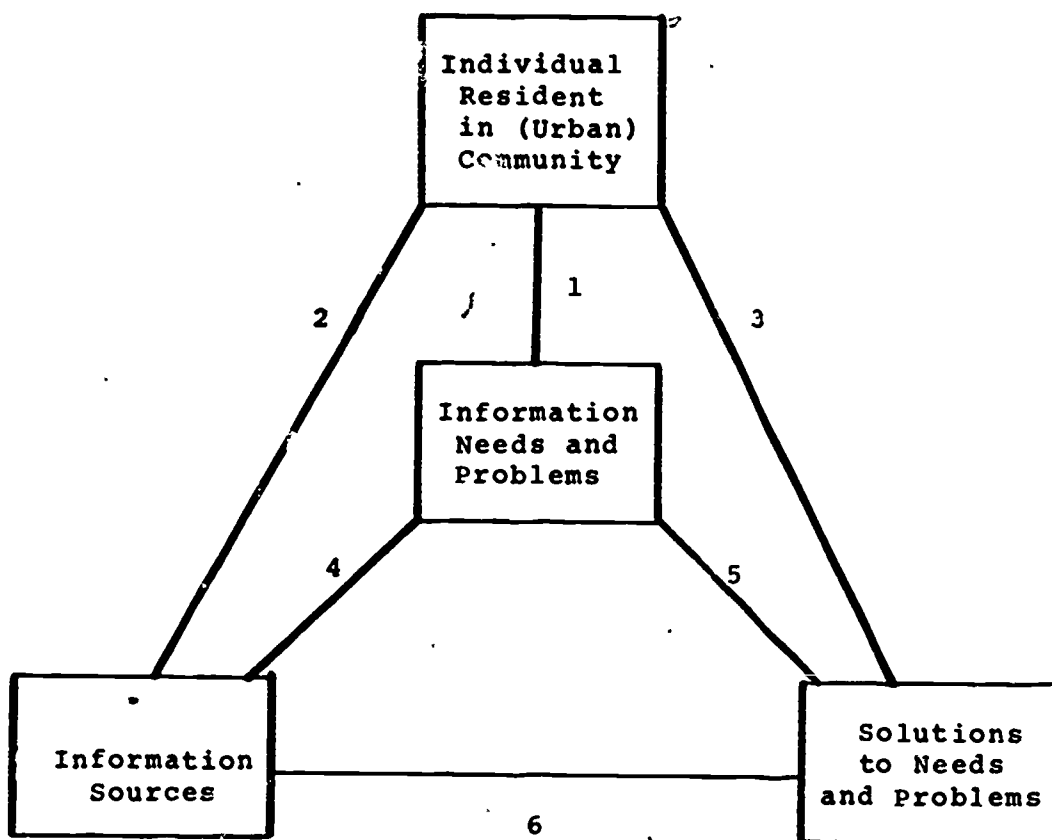 Individual
Resident
in (Urban)
Community
1
2
3
Information
Needs and
Problems
4
5
Information
Sources
Solutions
to Needs
and Problems
6